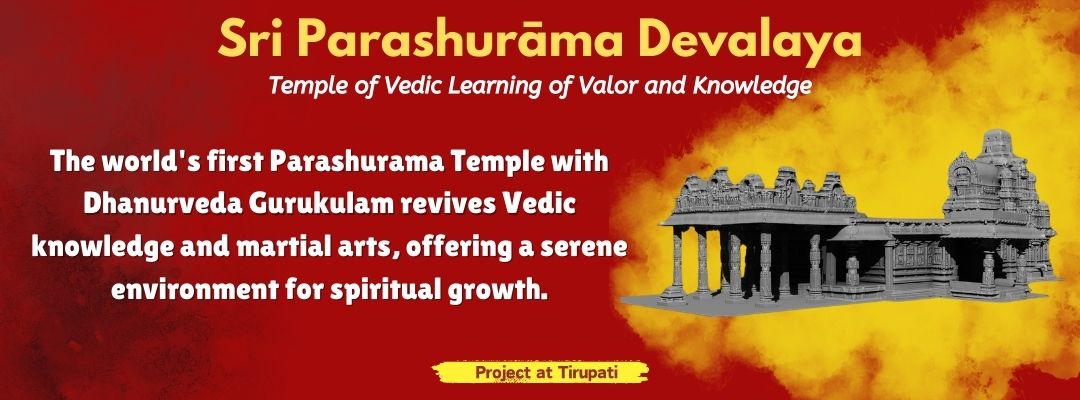 Sri Parashurāma Devalaya
Temple of Vedic Learning of Valor and Knowledge
The world's first Parashurama Temple with
Dhanurveda Gurukulam revives Vedic
knowledge and martial arts, offering a serene
environment for spiritual growth.
Project at Tirupati